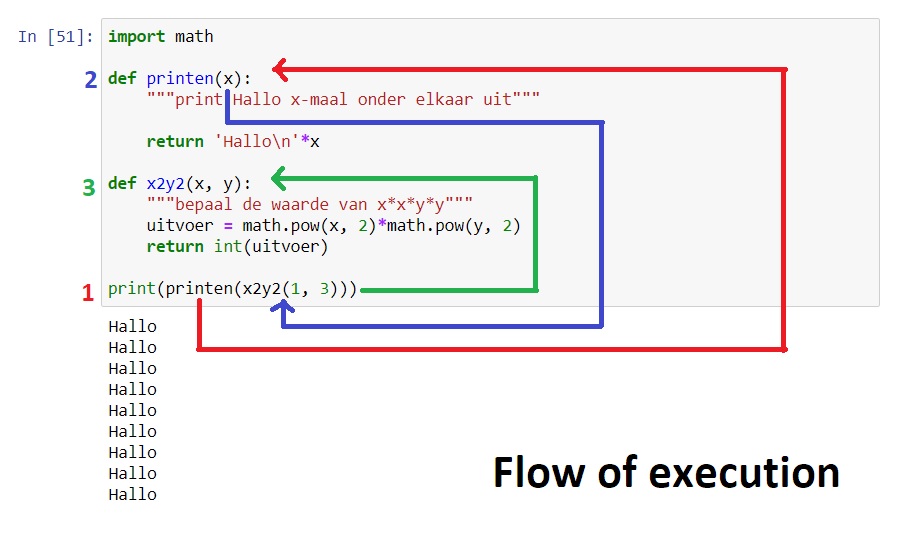 In [51]: import math
2 def printen(x):
"""print Hallo x-maal onder elkaar uit"""
return 'Hallo\n'*x
3 def x2y2(x, y):
"""bepaal de waarde van x*x*y*y"""
uitvoer = math.pow(x, 2)*math.pow(y, 2)
return int(uitvoer)
1 print(printen(x2y2(1, 3)))
Hallo
Hallo
Hallo
Hallo
Hallo
Hallo
Hallo
Hallo
Hallo
Flow of execution